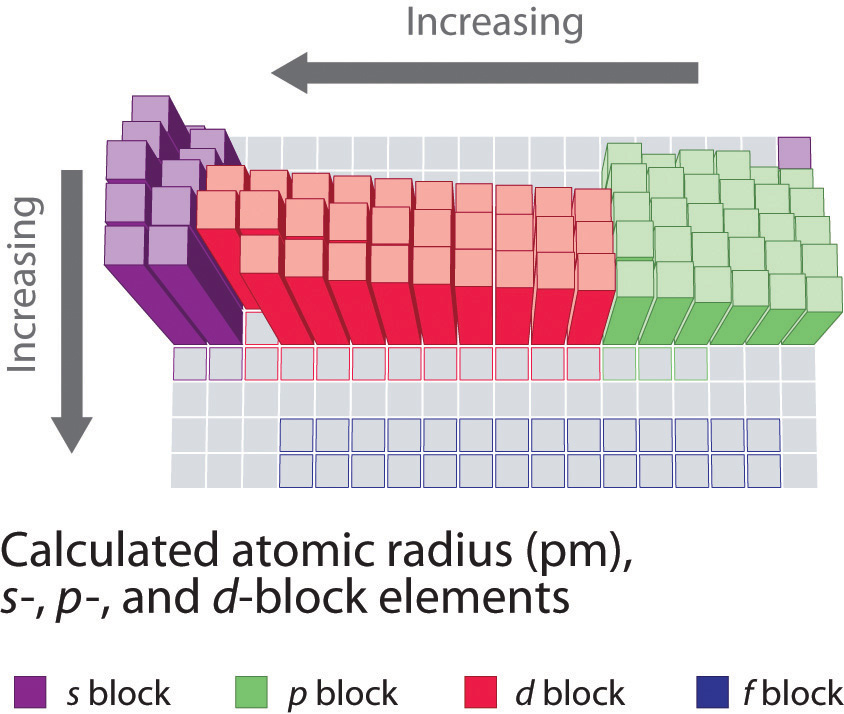 Increasing
Increasing
Calculated atomic radius (pm),
s-, p-, and d-block elements
s block
p block
d block
f block